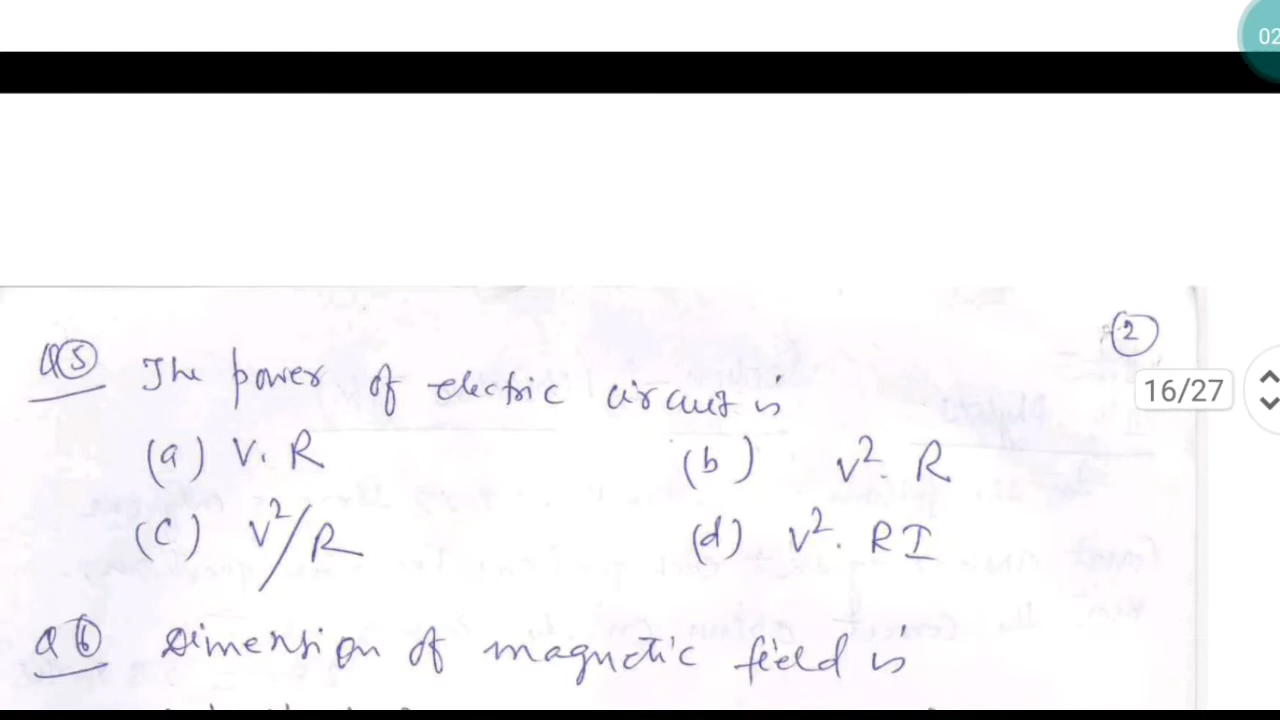 02
2
16/27
Q5 The power of electric circuit is
(a) V. R (b) V². R
(c) V²/R (d) V². RI
Q6 Dimension of magnetic field is